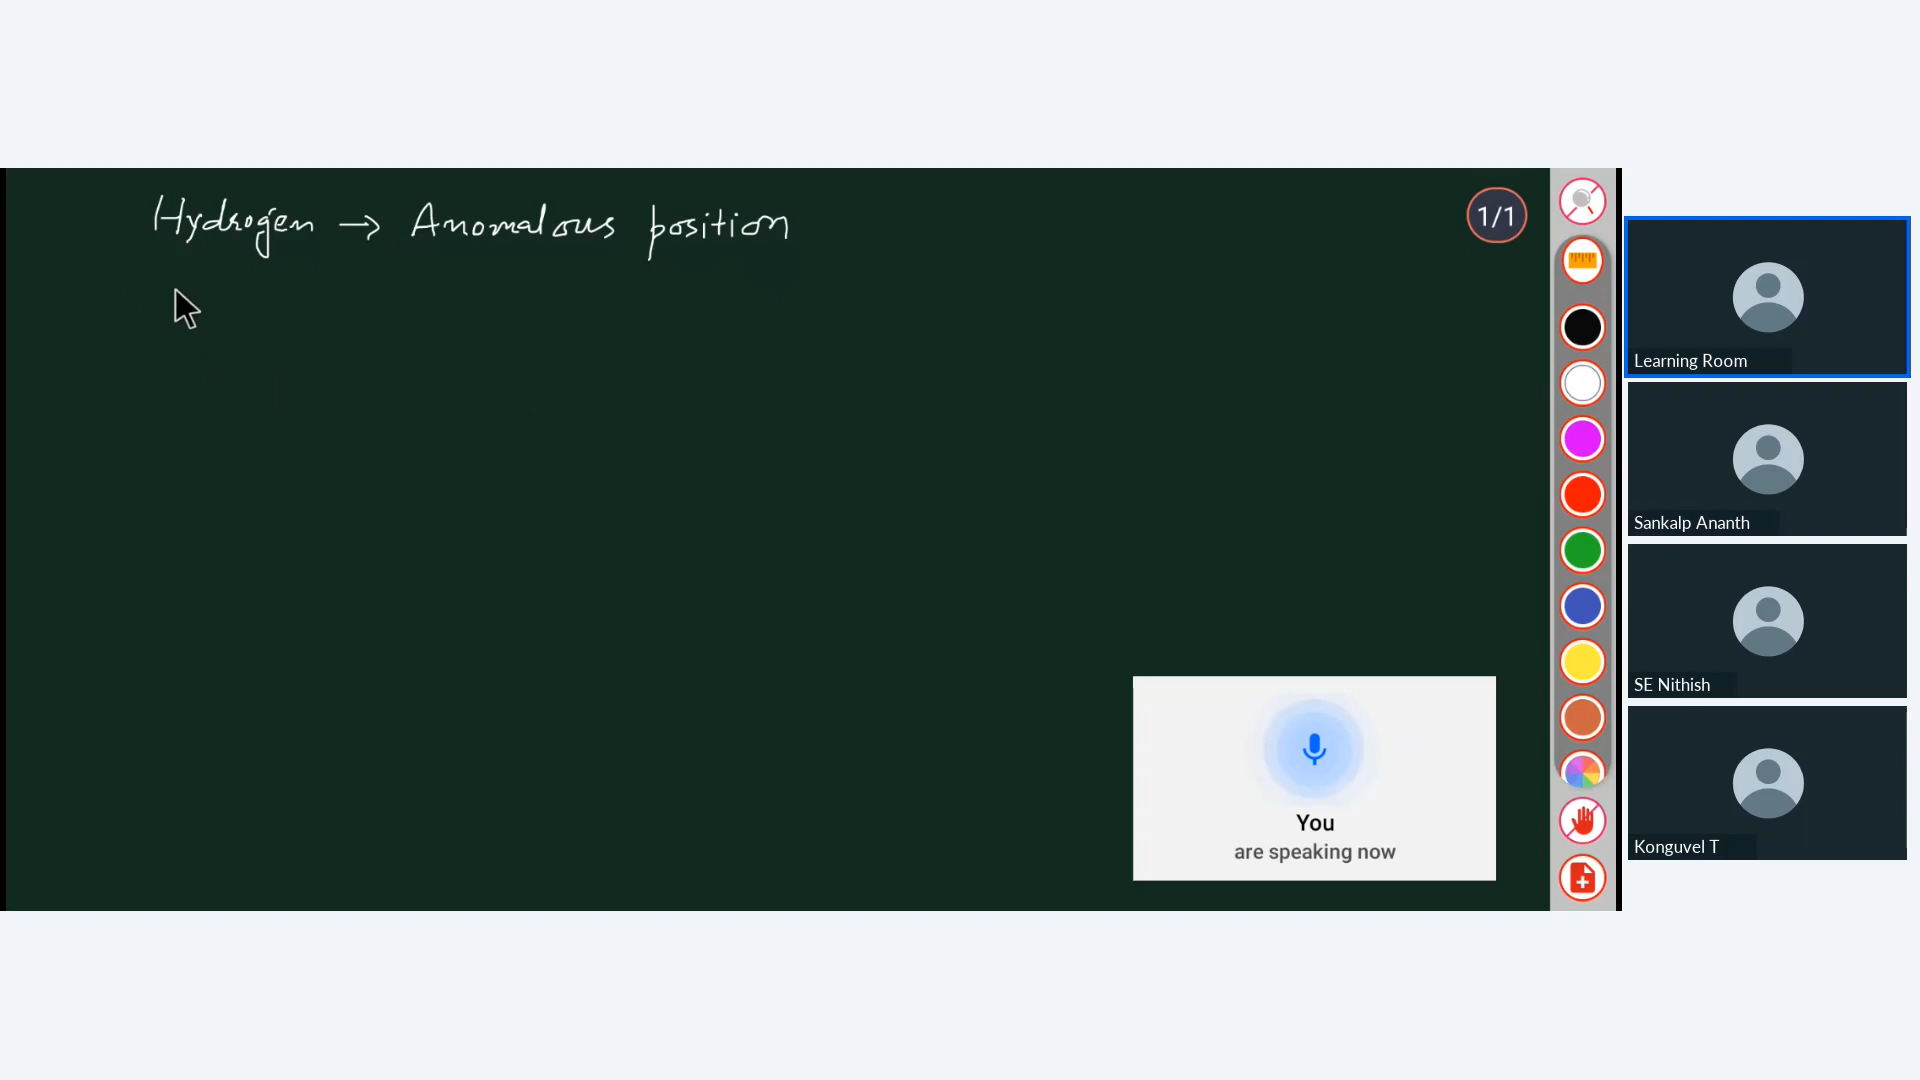 Hydrogen → Anomalous position
1/1
Learning Room
Sankalp Ananth
SE Nithish
You
are speaking now
Konguvel T